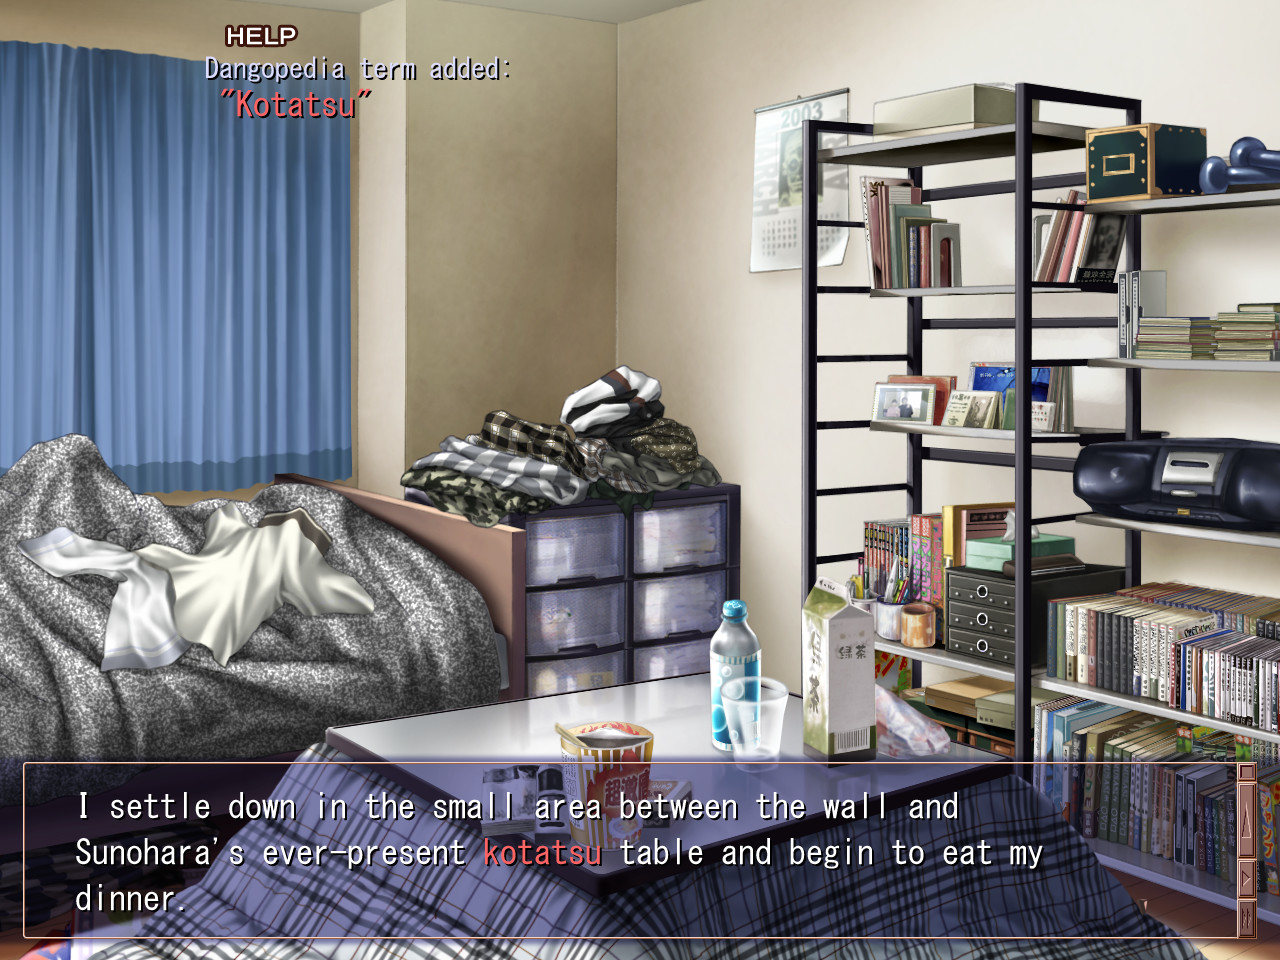 HELP
Dangopedia term added:
"Kotatsu"
2003
緑茶
I settle down in the small area between the wall and
Sunohara's ever-present kotatsu table and begin to eat my
dinner.